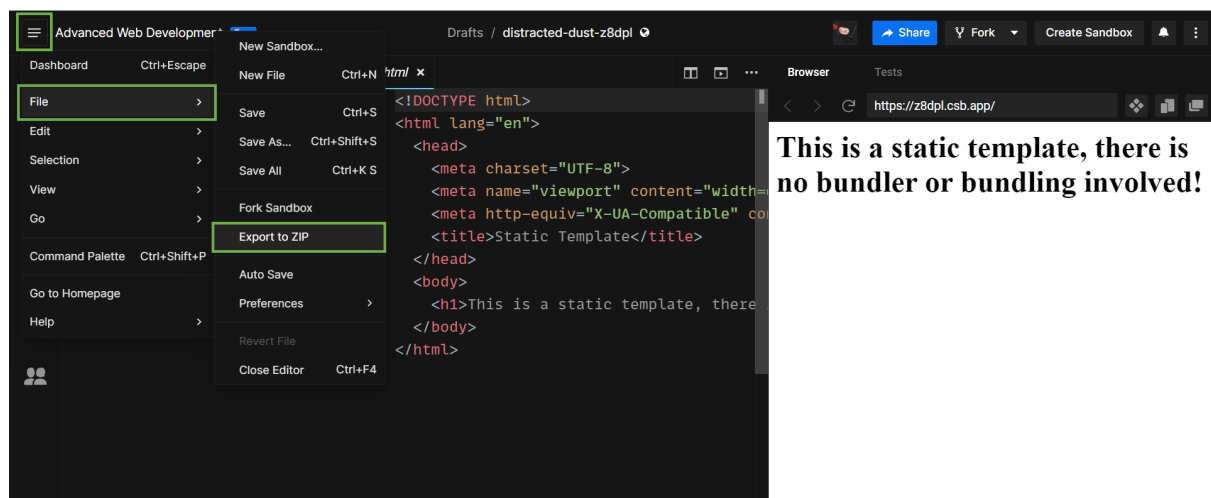 Advanced Web Development
Drafts / distracted-dust-z8dpl
Share
Fork
Create Sandbox
Dashboard Ctrl+Escape
File
Edit
Selection
View
Go
Command Palette Ctrl+Shift+P
Go to Homepage
Help
New Sandbox...
New File Ctrl+N
Save Ctrl+S
Save As... Ctrl+Shift+S
Save All Ctrl+K S
Fork Sandbox
Export to ZIP
Auto Save
Preferences
Revert File
Close Editor Ctrl+F4
html ×
<!DOCTYPE html>
<html lang="en">
<head>
<meta charset="UTF-8">
<meta name="viewport" content="width=
<meta http-equiv="X-UA-Compatible" co
<title>Static Template</title>
</head>
<body>
<h1>This is a static template, there
</body>
</html>
Browser Tests
https://z8dpl.csb.app/
This is a static template, there is
no bundler or bundling involved!